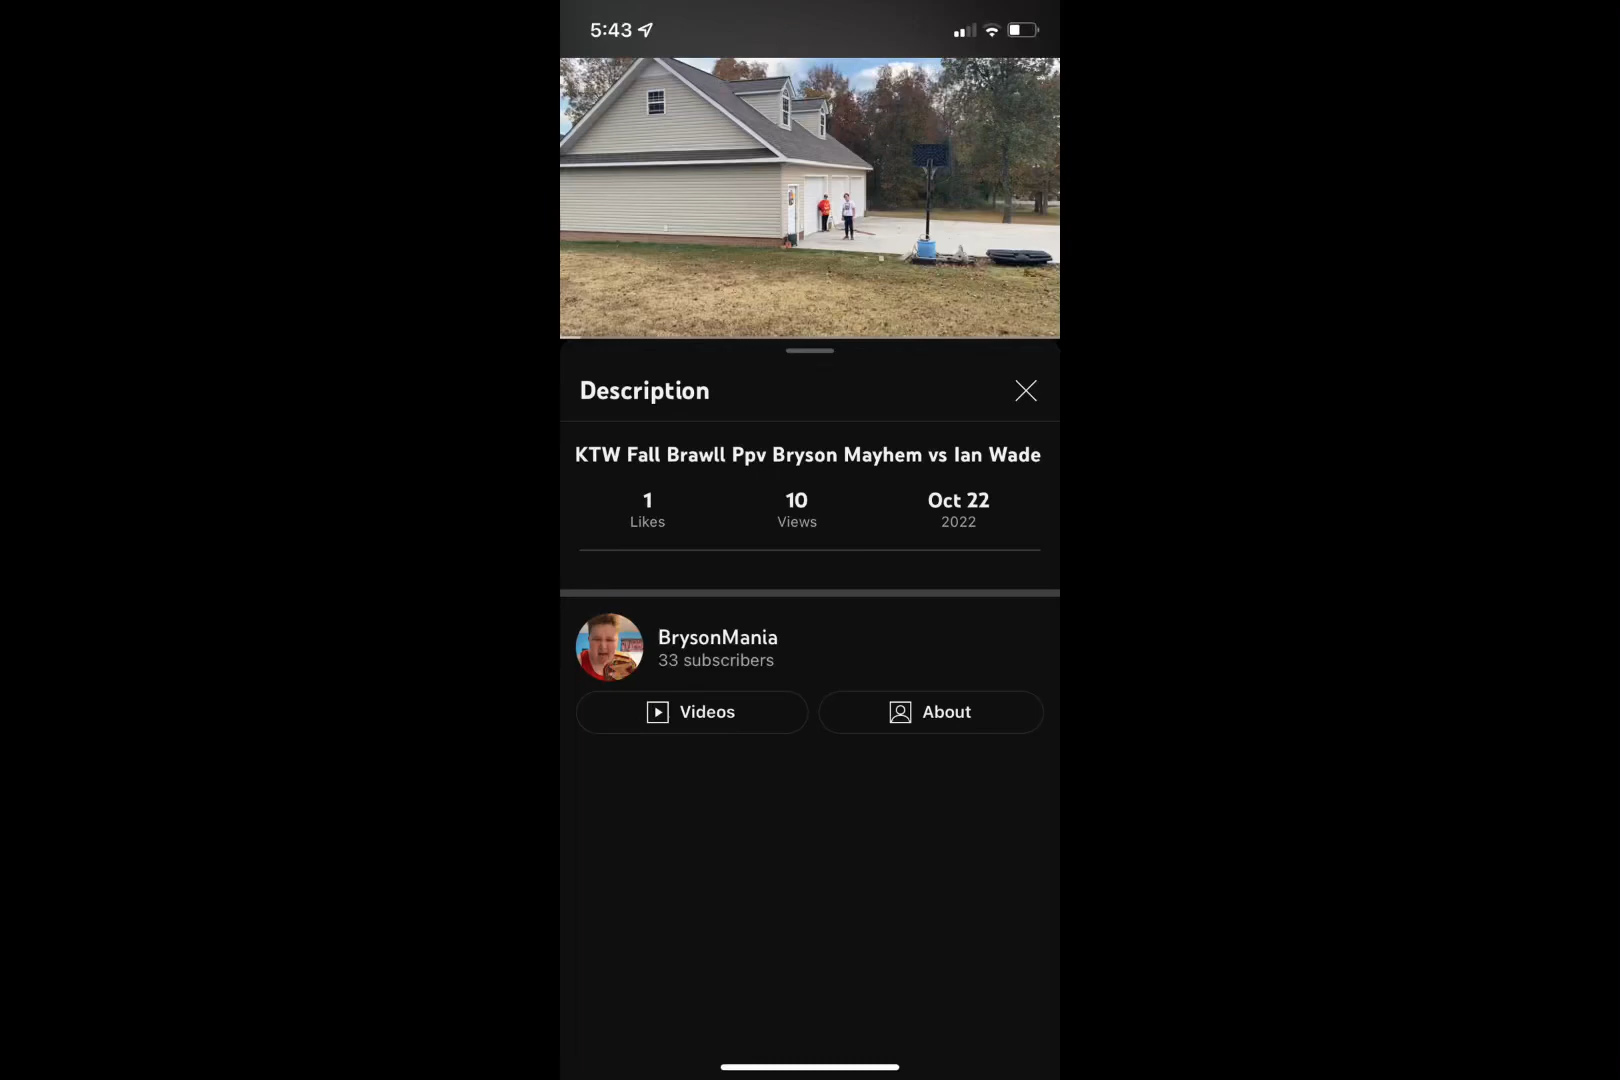 5:43
Description
KTW Fall Brawll Ppv Bryson Mayhem vs Ian Wade
1 10 Oct 22
Likes Views 2022
BrysonMania
33 subscribers
Videos About